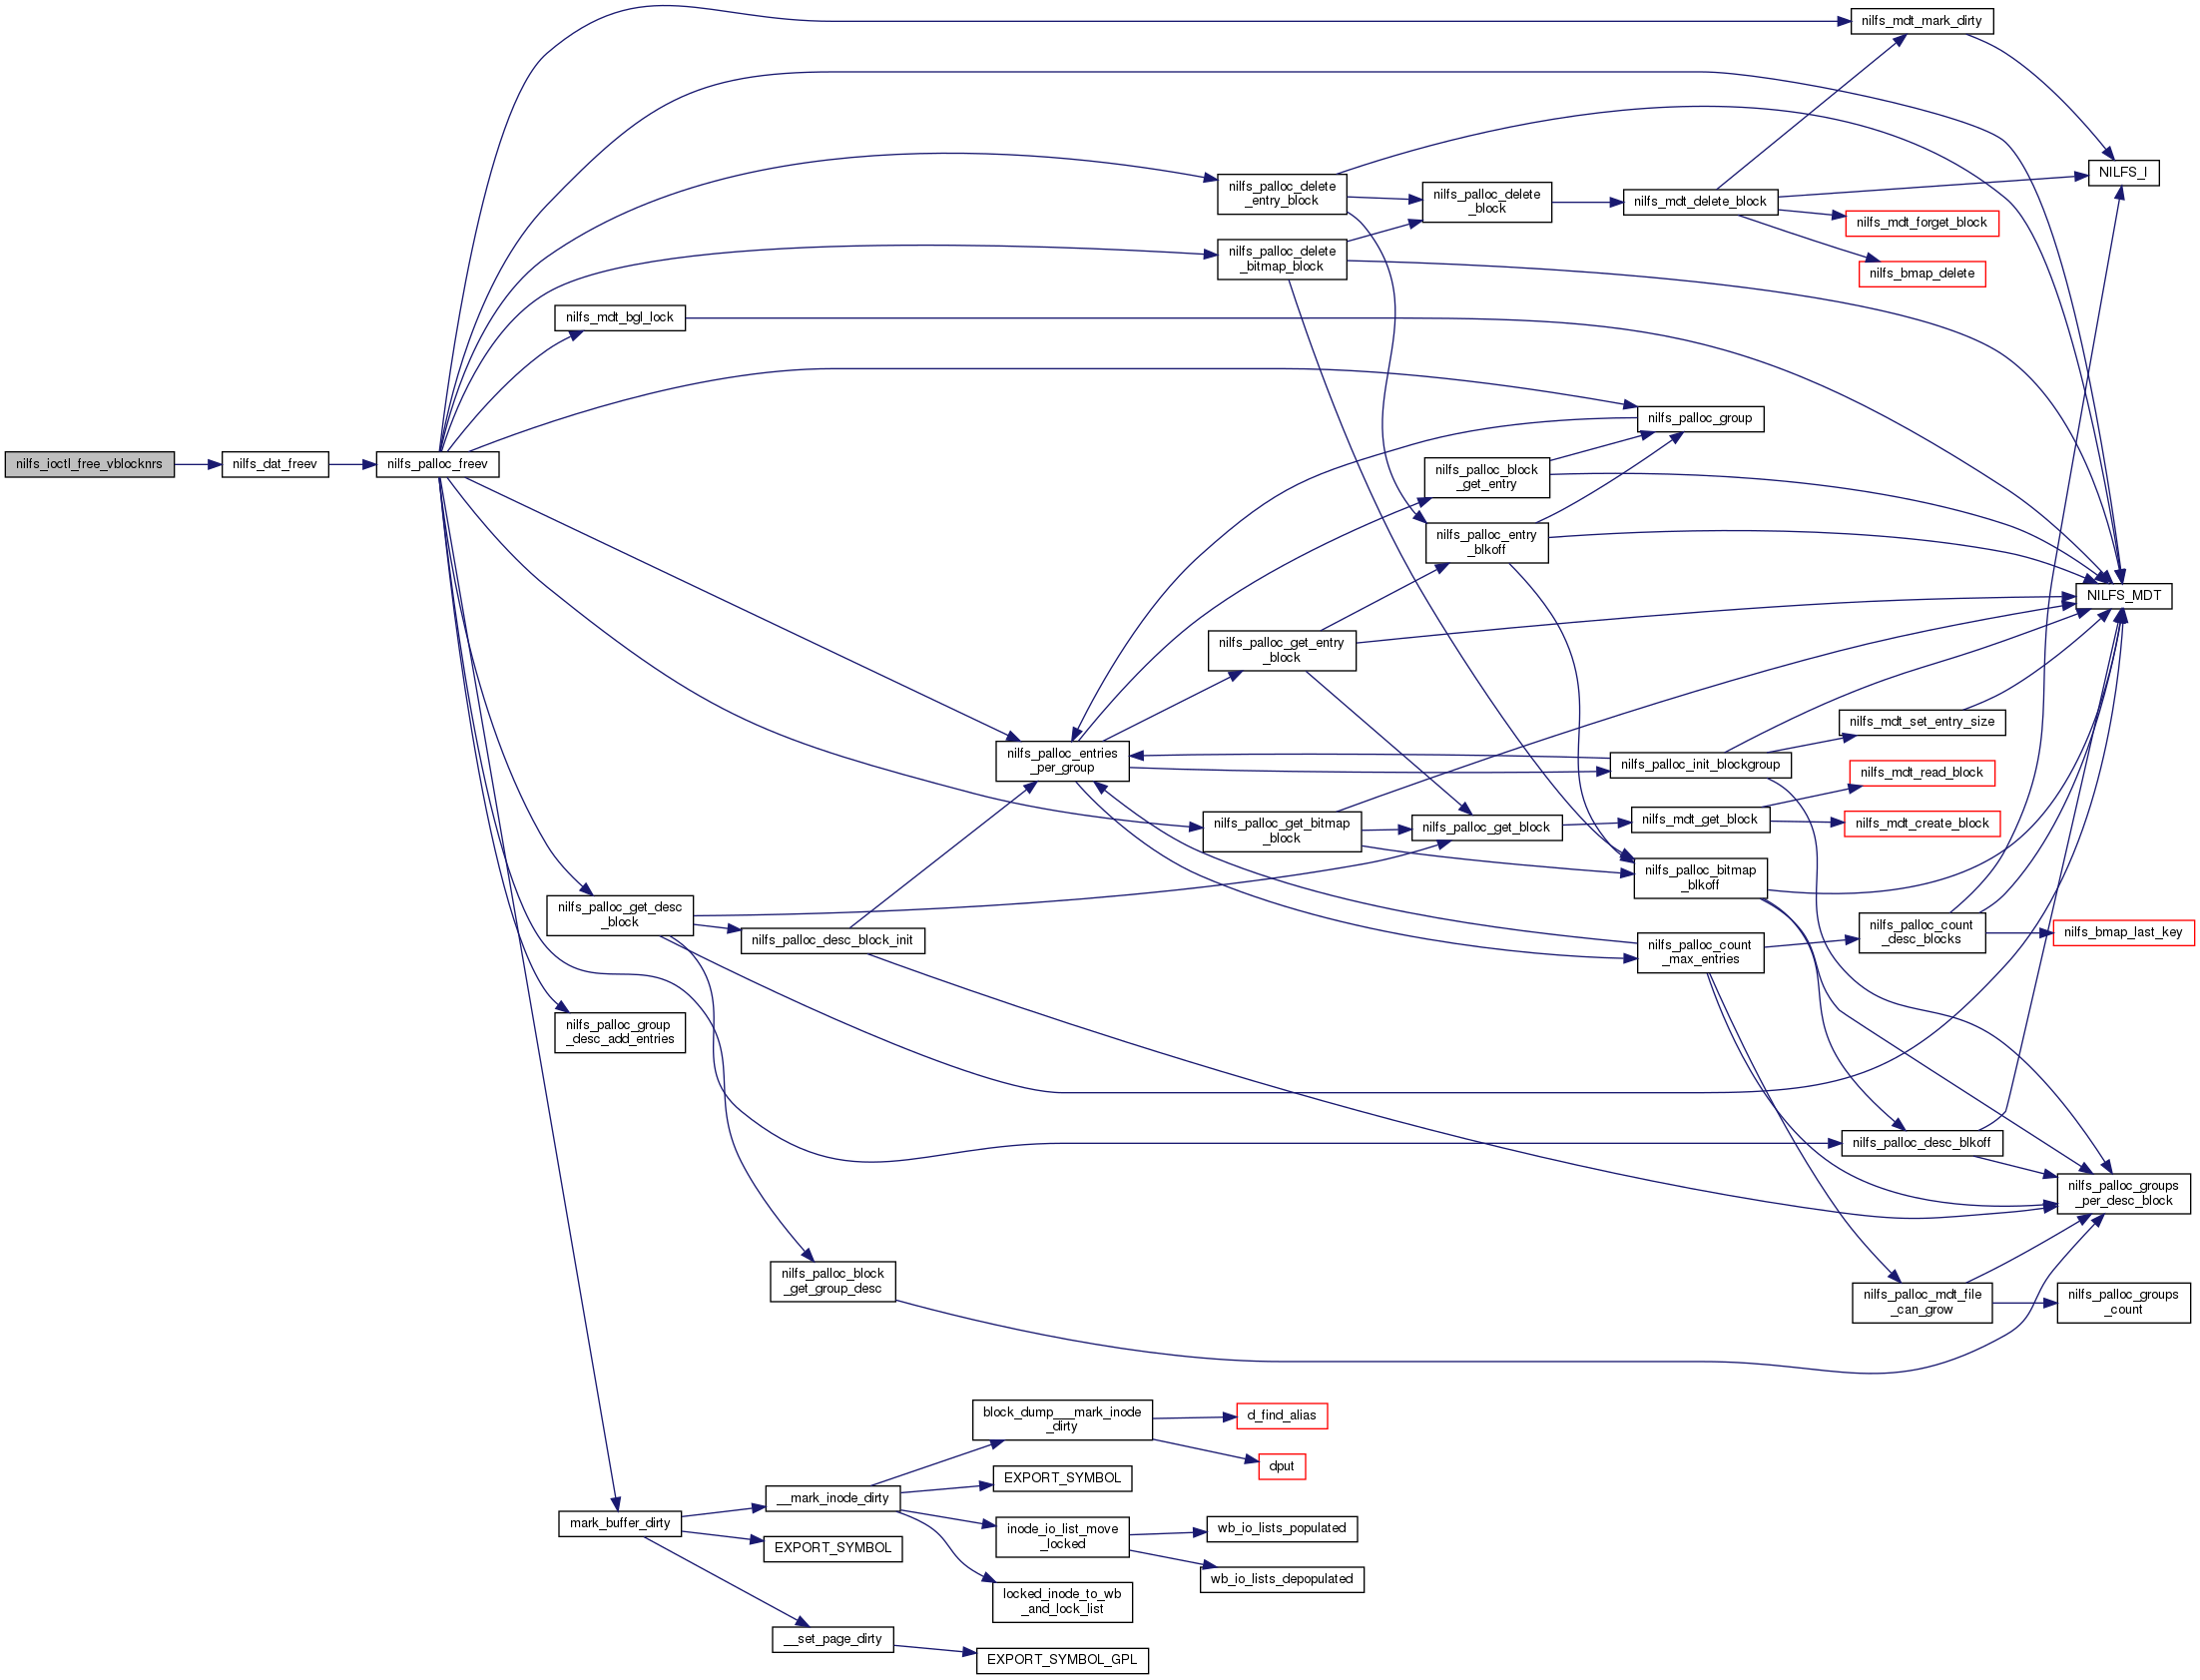 nilfs_mdt_mark_dirty
NILFS_I
nilfs_palloc_delete
_entry_block
nilfs_palloc_delete
_block
nilfs_mdt_delete_block
nilfs_mdt_forget_block
nilfs_palloc_delete
_bitmap_block
nilfs_bmap_delete
nilfs_mdt_bgl_lock
nilfs_palloc_group
nilfs_ioctl_free_vblocknrs
nilfs_dat_freev
nilfs_palloc_freev
nilfs_palloc_block
_get_entry
nilfs_palloc_entry
_blkoff
NILFS_MDT
nilfs_palloc_get_entry
_block
nilfs_mdt_set_entry_size
nilfs_palloc_entries
_per_group
nilfs_palloc_init_blockgroup
nilfs_mdt_read_block
nilfs_palloc_get_bitmap
_block
nilfs_palloc_get_block
nilfs_mdt_get_block
nilfs_mdt_create_block
nilfs_palloc_bitmap
_blkoff
nilfs_palloc_get_desc
_block
nilfs_palloc_desc_block_init
nilfs_palloc_count
_max_entries
nilfs_palloc_count
_desc_blocks
nilfs_bmap_last_key
nilfs_palloc_group
_desc_add_entries
nilfs_palloc_desc_blkoff
nilfs_palloc_groups
_per_desc_block
nilfs_palloc_block
_get_group_desc
nilfs_palloc_mdt_file
_can_grow
nilfs_palloc_groups
_count
block_dump___mark_inode
_dirty
d_find_alias
dput
EXPORT_SYMBOL
__mark_inode_dirty
mark_buffer_dirty
inode_io_list_move
_locked
wb_io_lists_populated
EXPORT_SYMBOL
wb_io_lists_depopulated
locked_inode_to_wb
_and_lock_list
__set_page_dirty
EXPORT_SYMBOL_GPL